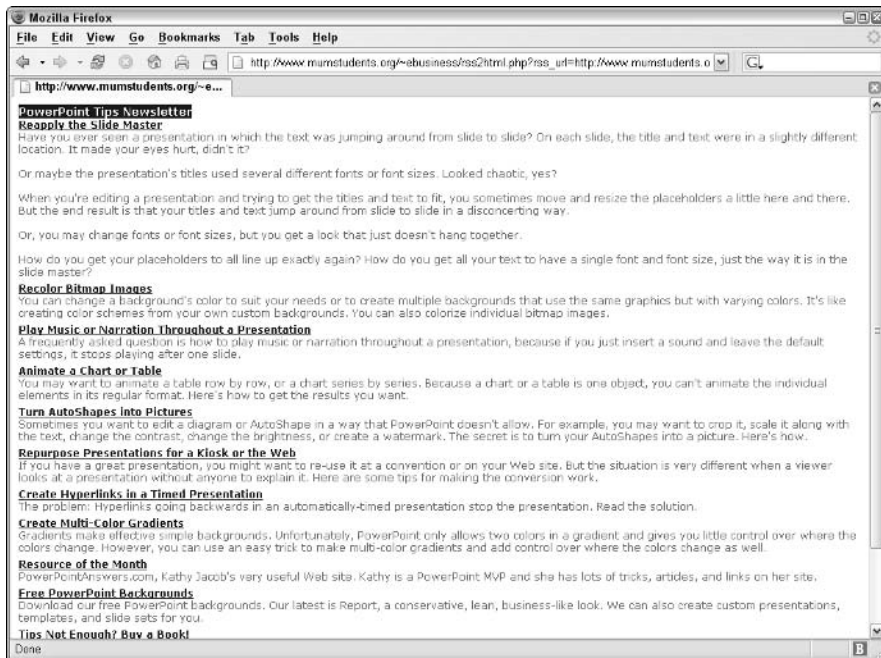 Mozilla Firefox
File Edit View Go Bookmarks Tab Tools Help
http://www.mumstudents.org/~ebusiness/rss2html.php?rss_url=http://www.mumstudents.o
G
http://www.mumstudents.org/~e...
PowerPoint Tips Newsletter
Reapply the Slide Master
Have you ever seen a presentation in which the text was jumping around from slide to slide? On each slide, the title and text were in a slightly different
location. It made your eyes hurt, didn't it?
Or maybe the presentation's titles used several different fonts or font sizes. Looked chaotic, yes?
When you're editing a presentation and trying to get the titles and text to fit, you sometimes move and resize the placeholders a little here and there.
But the end result is that your titles and text jump around from slide to slide in a disconcerting way.
Or, you may change fonts or font sizes, but you get a look that just doesn't hang together.
How do you get your placeholders to all line up exactly again? How do you get all your text to have a single font and font size, just the way it is in the
slide master?
Recolor Bitmap Images
You can change a background's color to suit your needs or to create multiple backgrounds that use the same graphics but with varying colors. It's like
creating color schemes from your own custom backgrounds. You can also colorize individual bitmap images.
Play Music or Narration Throughout a Presentation
A frequently asked question is how to play music or narration throughout a presentation, because if you just insert a sound and leave the default
settings, it stops playing after one slide.
Animate a Chart or Table
You may want to animate a table row by row, or a chart series by series. Because a chart or a table is one object, you can't animate the individual
elements in its regular format. Here's how to get the results you want.
Turn AutoShapes into Pictures
Sometimes you want to edit a diagram or AutoShape in a way that PowerPoint doesn't allow. For example, you may want to crop it, scale it along with
the text, change the contrast, change the brightness, or create a watermark. The secret is to turn your AutoShapes into a picture. Here's how.
Repurpose Presentations for a Kiosk or the Web
If you have a great presentation, you might want to re-use it at a convention or on your Web site. But the situation is very different when a viewer
looks at a presentation without anyone to explain it. Here are some tips for making the conversion work.
Create Hyperlinks in a Timed Presentation
The problem: Hyperlinks going backwards in an automatically-timed presentation stop the presentation. Read the solution.
Create Multi-Color Gradients
Gradients make effective simple backgrounds. Unfortunately, PowerPoint only allows two colors in a gradient and gives you little control over where the
colors change. However, you can use an easy trick to make multi-color gradients and add control over where the colors change as well.
Resource of the Month
PowerPointAnswers.com, Kathy Jacob's very useful Web site. Kathy is a PowerPoint MVP and she has lots of tricks, articles, and links on her site.
Free PowerPoint Backgrounds
Download our free PowerPoint backgrounds. Our latest is Report, a conservative, lean, business-like look. We can also create custom presentations,
templates, and slide sets for you.
Tips Not Enough? Buy a Book!
Done
B